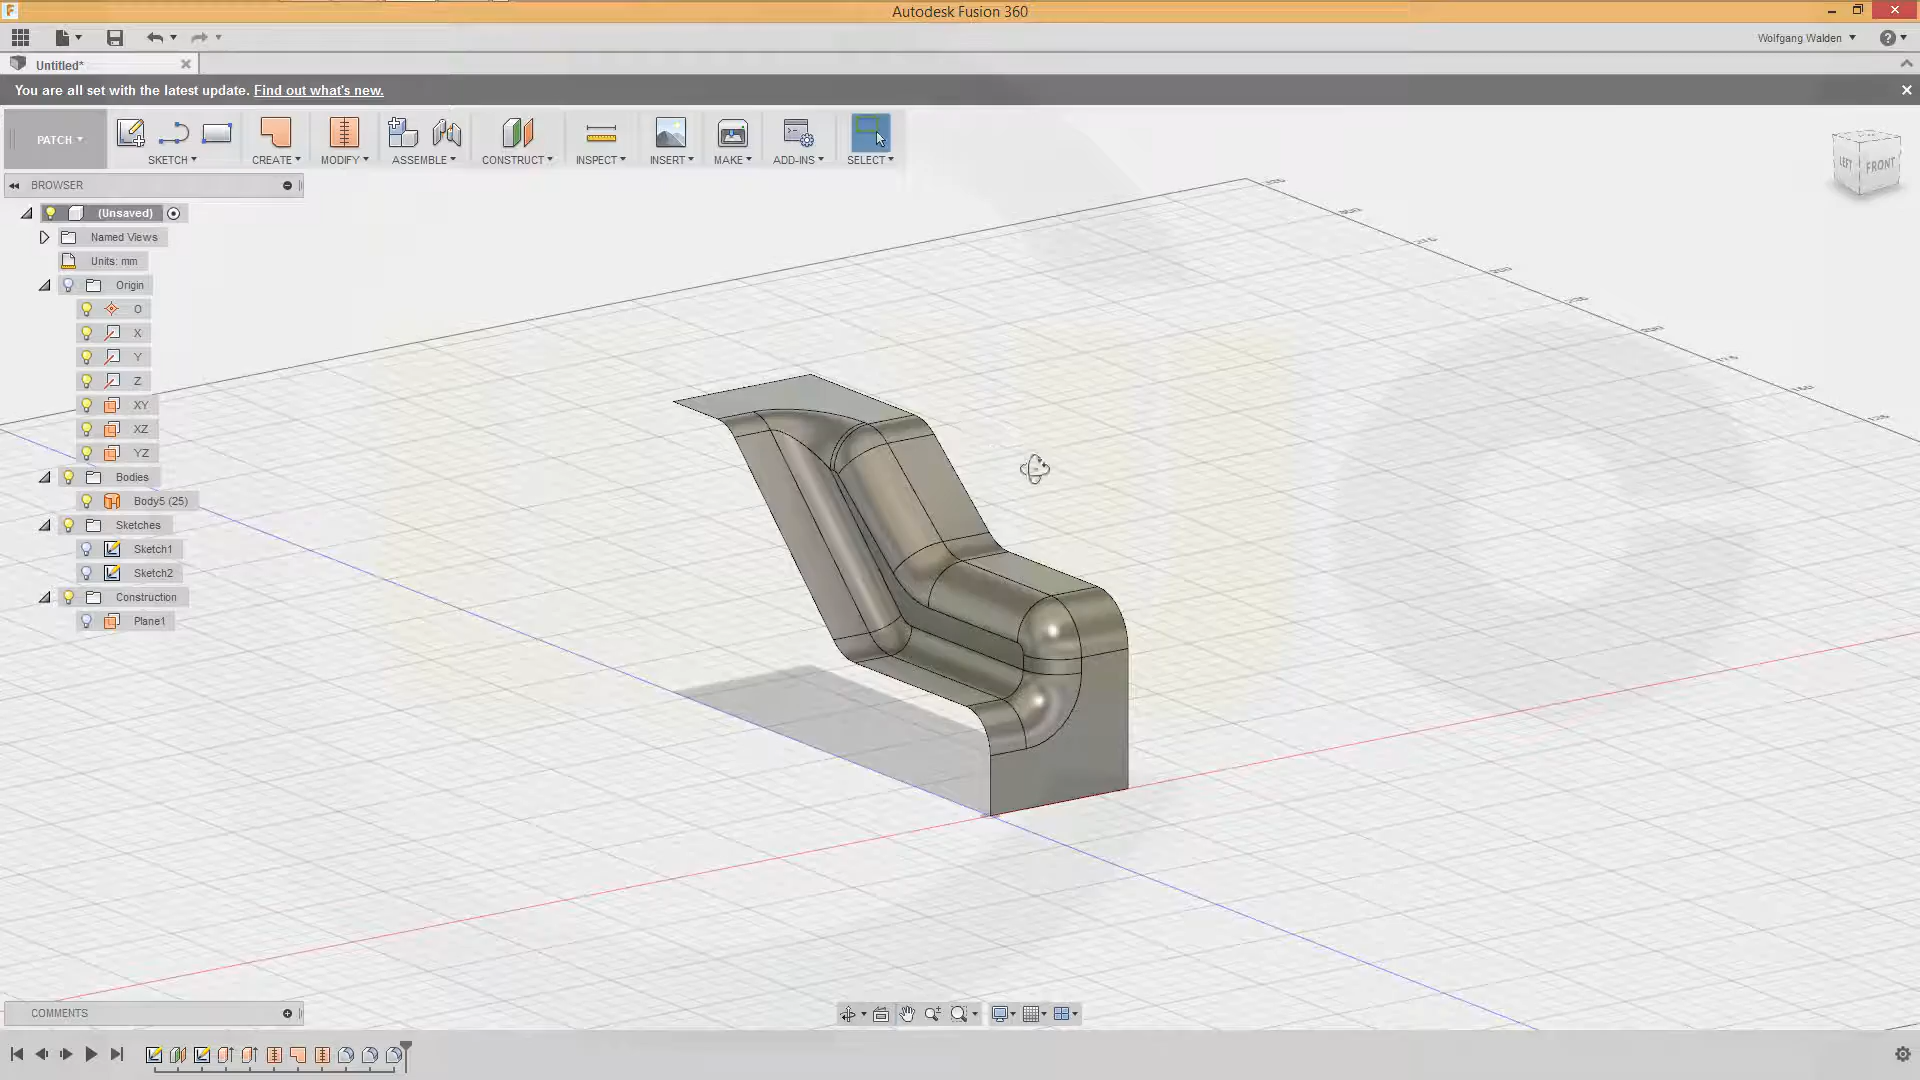 Autodesk Fusion 360
Wolfgang Walden
Untitled*
You are all set with the latest update. Find out what's new.
PATCH
SKETCH
CREATE
MODIFY
ASSEMBLE
CONSTRUCT
INSPECT
INSERT
MAKE
ADD-INS
SELECT
LEFT
FRONT
BROWSER
(Unsaved)
Named Views
Units: mm
Origin
O
X
Y
Z
XY
XZ
YZ
Bodies
Body5 (25)
Sketches
Sketch1
Sketch2
Construction
Plane1
COMMENTS